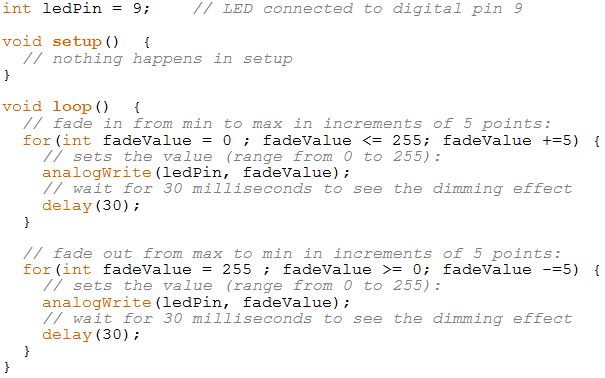 int ledPin = 9;    // LED connected to digital pin 9
void setup()  {
  // nothing happens in setup
}
void loop()  {
  // fade in from min to max in increments of 5 points:
  for(int fadeValue = 0 ; fadeValue <= 255; fadeValue +=5) {
    // sets the value (range from 0 to 255):
    analogWrite(ledPin, fadeValue);
    // wait for 30 milliseconds to see the dimming effect
    delay(30);
  }
  // fade out from max to min in increments of 5 points:
  for(int fadeValue = 255 ; fadeValue >= 0; fadeValue -=5) {
    // sets the value (range from 0 to 255):
    analogWrite(ledPin, fadeValue);
    // wait for 30 milliseconds to see the dimming effect
    delay(30);
  }
}